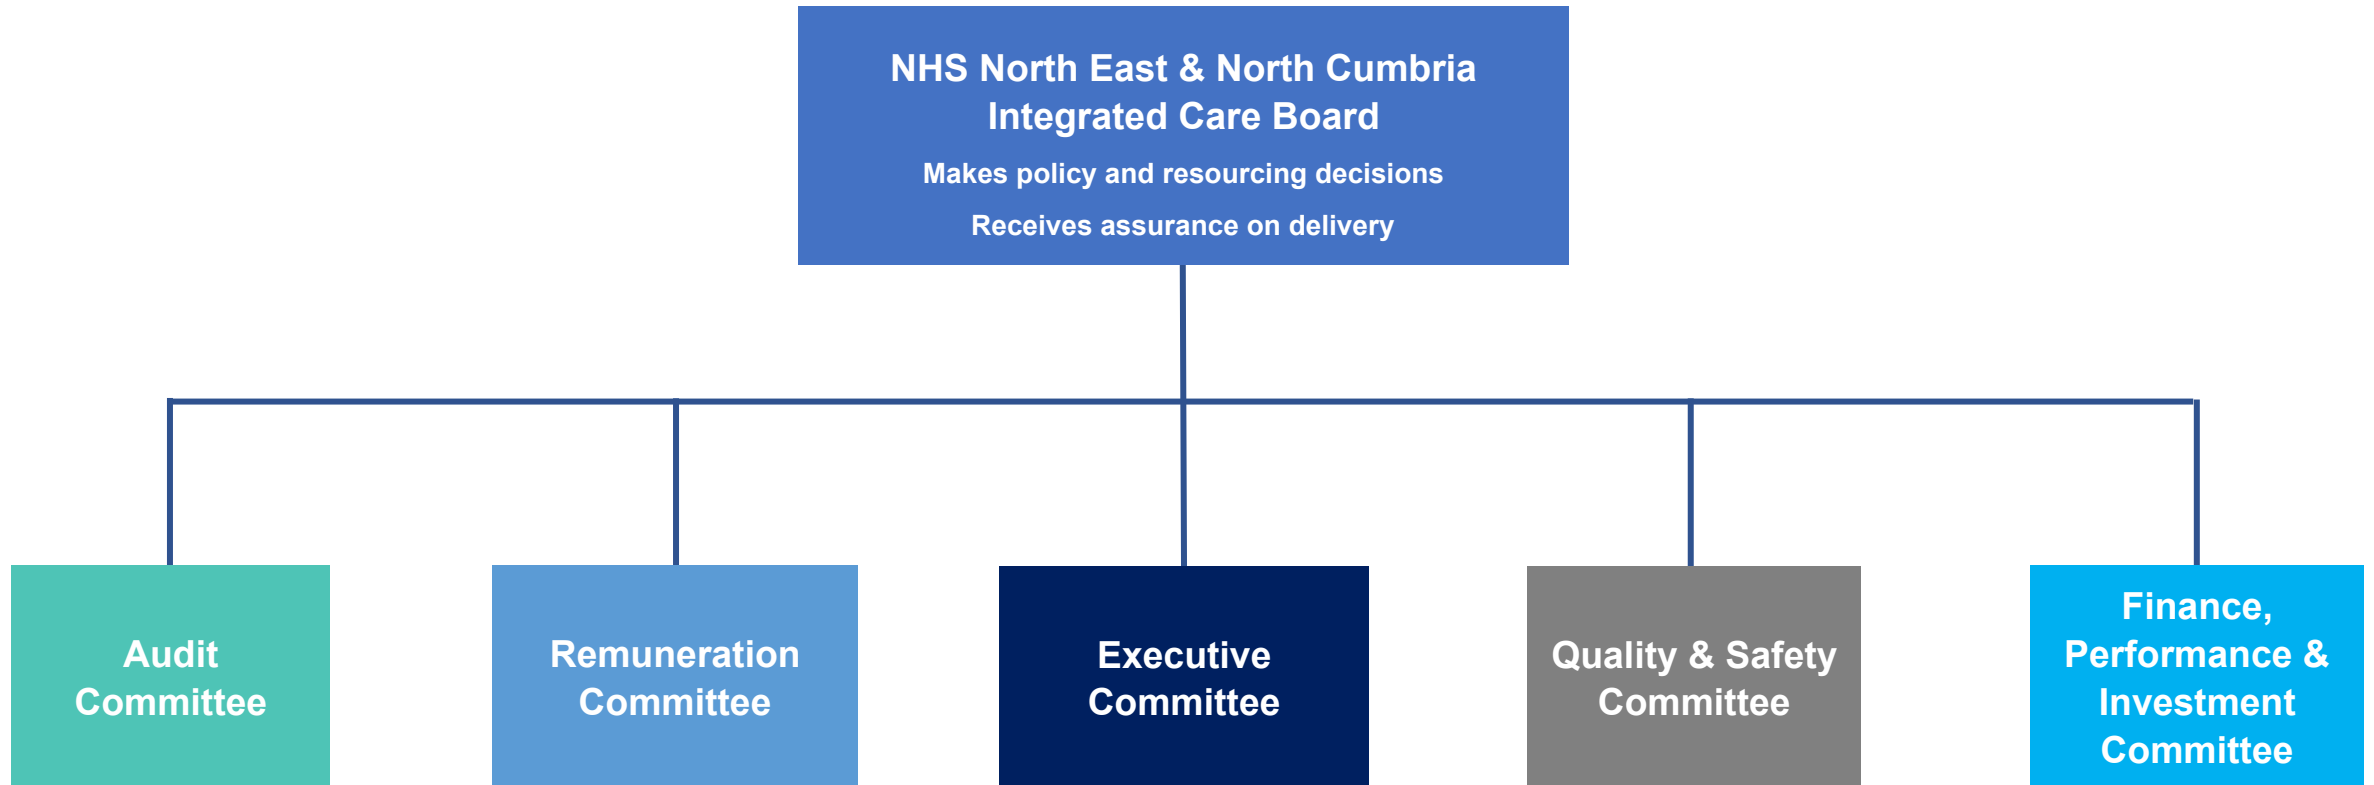 NHS North East & North Cumbria
Integrated Care Board
Makes policy and resourcing decisions
Receives assurance on delivery
Audit
Committee
Remuneration
Committee
Executive
Committee
Quality & Safety
Committee
Finance,
Performance &
Investment
Committee